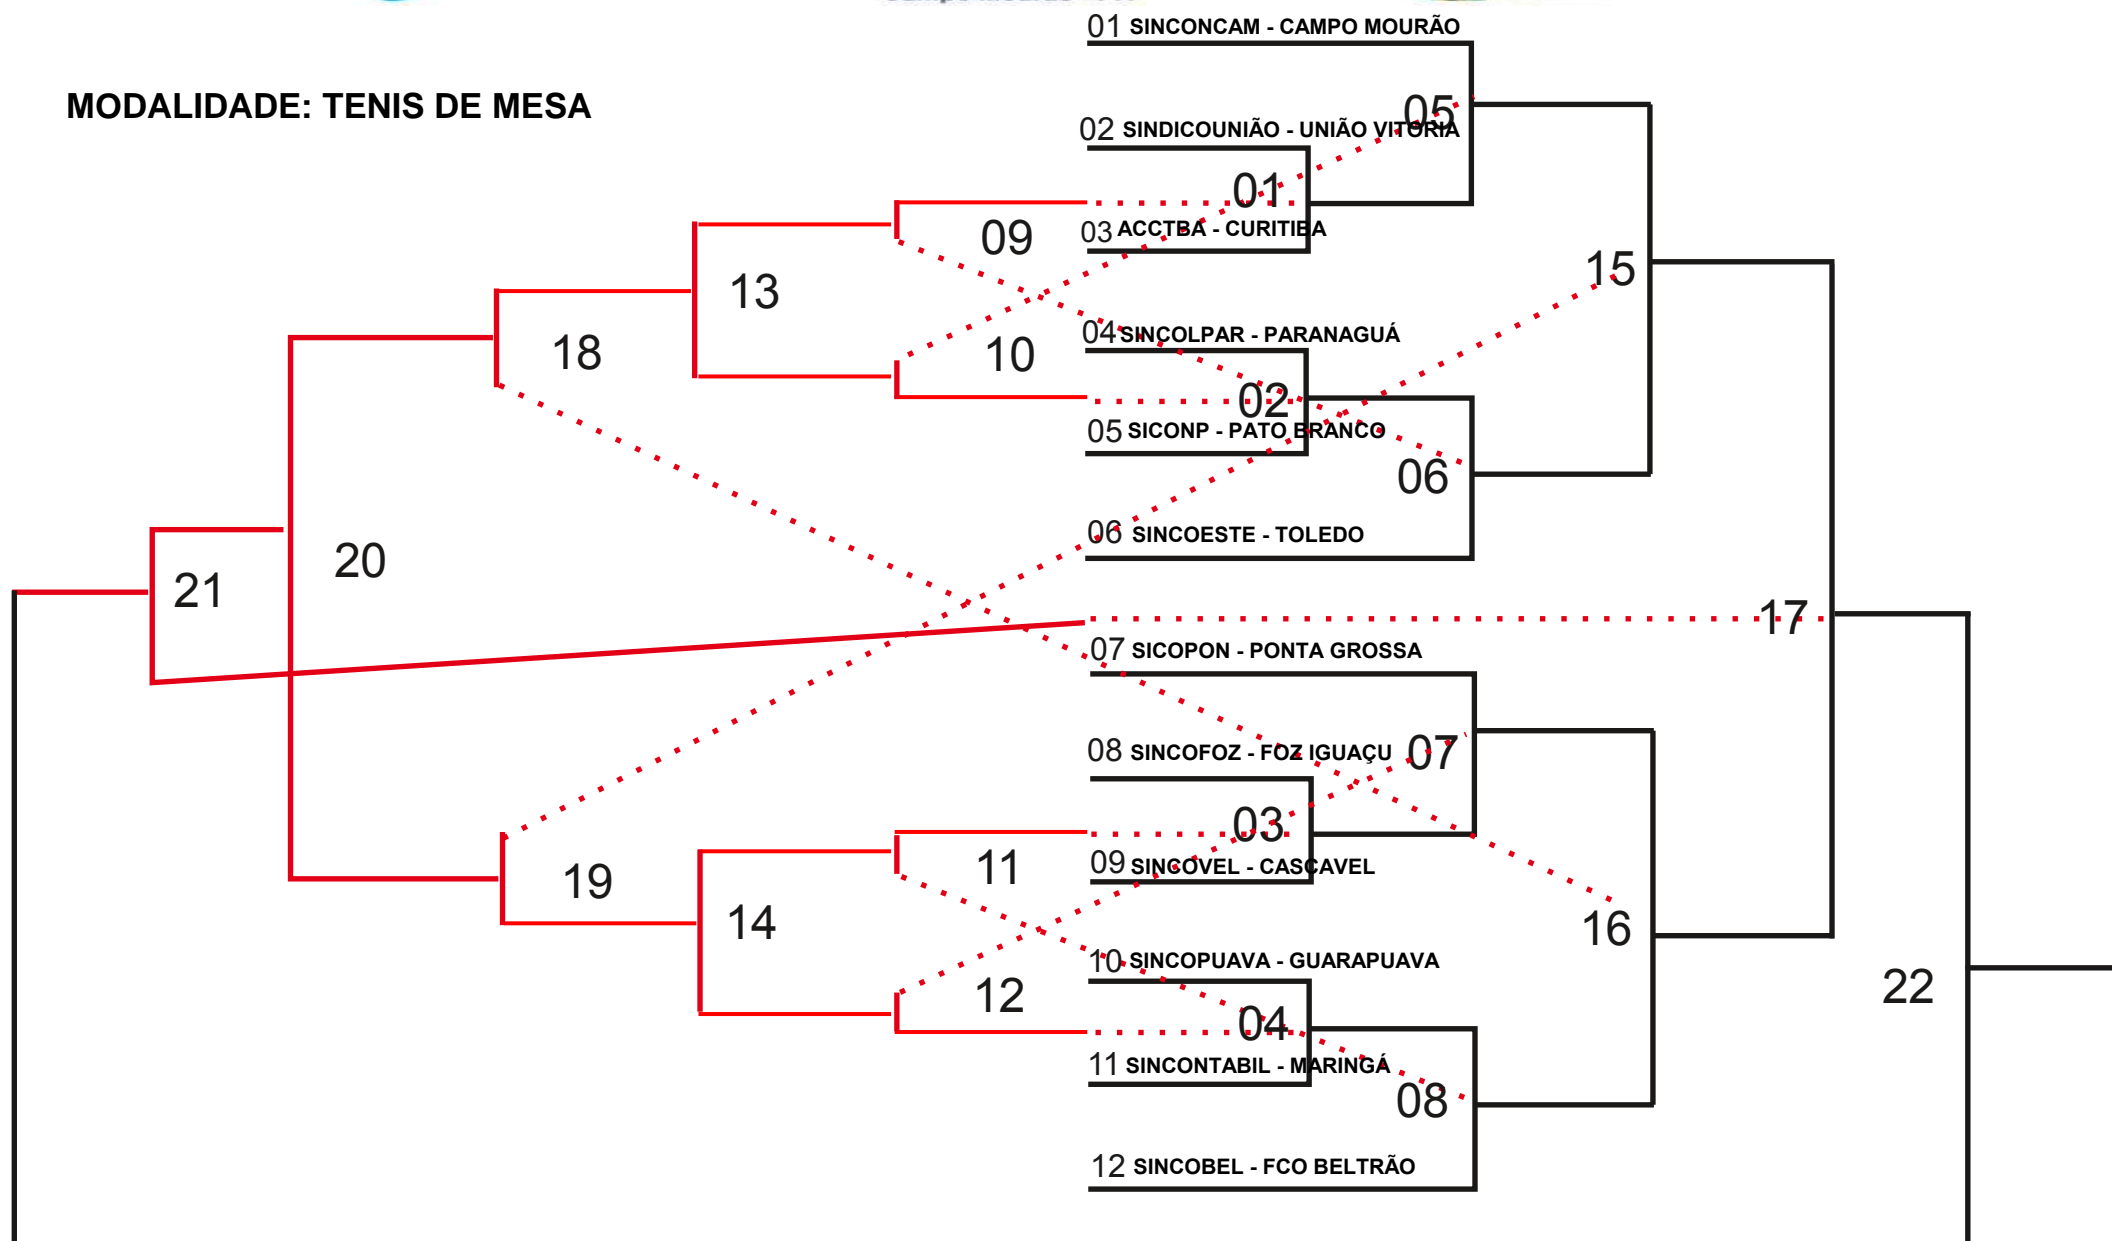 01 SINCONCAM - CAMPO MOURÃO
MODALIDADE: TENIS DE MESA
05
02 SINDICOUNIÃO - UNIÃO VITORIA
01
03 ACCTBA - CURITIBA
09
15
13
04 SINCOLPAR - PARANAGUÁ
18
10
02
05 SICONP - PATO BRANCO
06
06 SINCOESTE - TOLEDO
20
21
17
07 SICOPON - PONTA GROSSA
08 SINCOFOZ - FOZ IGUAÇU
07
03
09 SINCOVEL - CASCAVEL
11
19
14
16
10 SINCOPUAVA - GUARAPUAVA
22
12
04
11 SINCONTABIL - MARINGÁ
08
12 SINCOBEL - FCO BELTRÃO